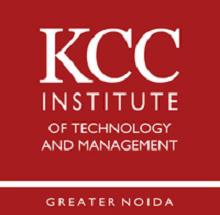 KCC
INSTITUTE
OF TECHNOLOGY
AND MANAGEMENT
GREATER NOIDA